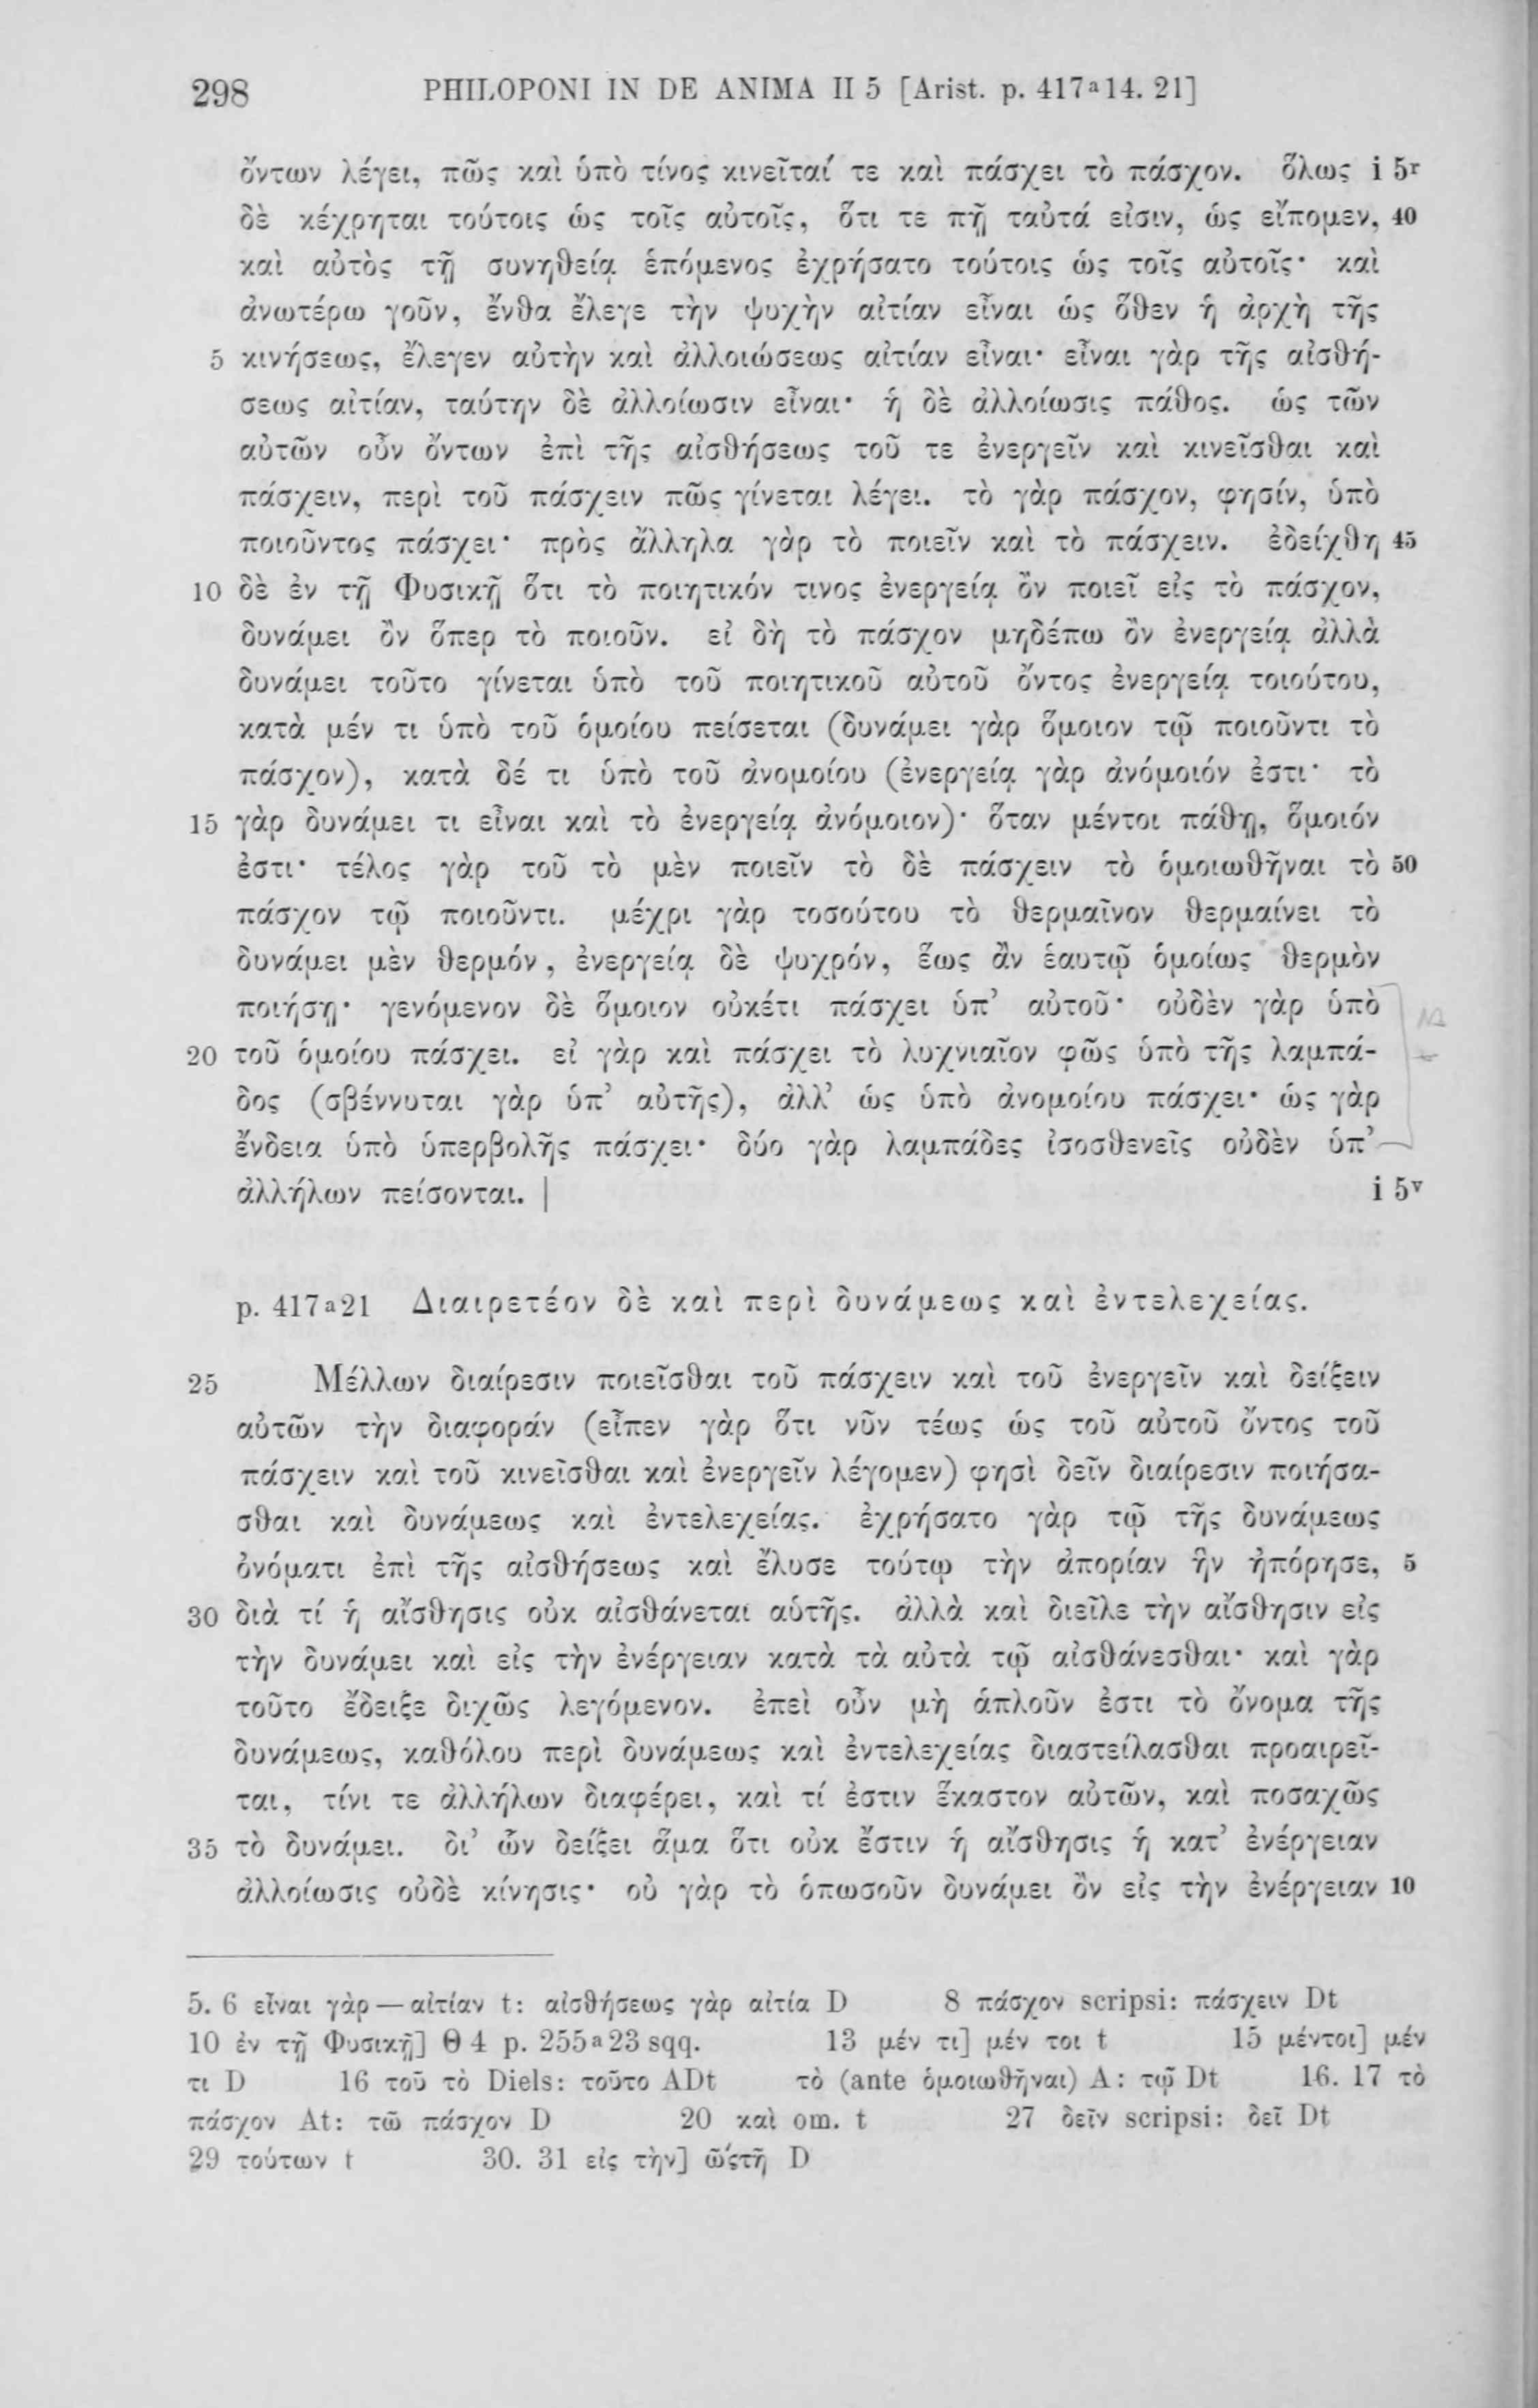 298 PHILOPONI IN DE ANIMA II 5 [Arist. p. 417ª14. 21]
ὄντων λέγει, πῶς καὶ ὑπὸ τίνος κινεῖταί τε καὶ πάσχει τὸ πάσχον. ὅλως i 5ʳ
δὲ κέχρηται τούτοις ὡς τοῖς αὐτοῖς, ὅτι τε πῇ ταὐτά εἰσιν, ὡς εἴπομεν, 40
καὶ αὐτὸς τῇ συνηθείᾳ ἑπόμενος ἐχρήσατο τούτοις ὡς τοῖς αὐτοῖς· καὶ
ἀνωτέρω γοῦν, ἔνθα ἔλεγε τὴν ψυχὴν αἰτίαν εἶναι ὡς ὅθεν ἡ ἀρχὴ τῆς
5 κινήσεως, ἔλεγεν αὐτὴν καὶ ἀλλοιώσεως αἰτίαν εἶναι· εἶναι γὰρ τῆς αἰσθή-
σεως αἰτίαν, ταύτην δὲ ἀλλοίωσιν εἶναι· ἡ δὲ ἀλλοίωσις πάθος. ὡς τῶν
αὐτῶν οὖν ὄντων ἐπὶ τῆς αἰσθήσεως τοῦ τε ἐνεργεῖν καὶ κινεῖσθαι καὶ
πάσχειν, περὶ τοῦ πάσχειν πῶς γίνεται λέγει. τὸ γὰρ πάσχον, φησίν, ὑπὸ
ποιοῦντος πάσχει· πρὸς ἄλληλα γὰρ τὸ ποιεῖν καὶ τὸ πάσχειν. ἐδείχθη 45
10 δὲ ἐν τῇ Φυσικῇ ὅτι τὸ ποιητικόν τινος ἐνεργείᾳ ὂν ποιεῖ εἰς τὸ πάσχον,
δυνάμει ὂν ὅπερ τὸ ποιοῦν. εἰ δὴ τὸ πάσχον μηδέπω ὂν ἐνεργείᾳ ἀλλὰ
δυνάμει τοῦτο γίνεται ὑπὸ τοῦ ποιητικοῦ αὐτοῦ ὄντος ἐνεργείᾳ τοιούτου,
κατὰ μέν τι ὑπὸ τοῦ ὁμοίου πείσεται (δυνάμει γὰρ ὅμοιον τῷ ποιοῦντι τὸ
πάσχον), κατὰ δέ τι ὑπὸ τοῦ ἀνομοίου (ἐνεργείᾳ γὰρ ἀνόμοιόν ἐστι· τὸ
15 γὰρ δυνάμει τι εἶναι καὶ τὸ ἐνεργείᾳ ἀνόμοιον)· ὅταν μέντοι πάθῃ, ὅμοιόν
ἐστι· τέλος γὰρ τοῦ τὸ μὲν ποιεῖν τὸ δὲ πάσχειν τὸ ὁμοιωθῆναι τὸ 50
πάσχον τῷ ποιοῦντι. μέχρι γὰρ τοσούτου τὸ θερμαῖνον θερμαίνει τὸ
δυνάμει μὲν θερμόν, ἐνεργείᾳ δὲ ψυχρόν, ἕως ἂν ἑαυτῷ ὁμοίως θερμὸν
ποιήσῃ· γενόμενον δὲ ὅμοιον οὐκέτι πάσχει ὑπ’ αὐτοῦ· οὐδὲν γὰρ ὑπὸ
20 τοῦ ὁμοίου πάσχει. εἰ γὰρ καὶ πάσχει τὸ λυχνιαῖον φῶς ὑπὸ τῆς λαμπά-
δος (σβέννυται γὰρ ὑπ’ αὐτῆς), ἀλλ’ ὡς ὑπὸ ἀνομοίου πάσχει· ὡς γὰρ
ἔνδεια ὑπὸ ὑπερβολῆς πάσχει· δύο γὰρ λαμπάδες ἰσοσθενεῖς οὐδὲν ὑπ’
ἀλλήλων πείσονται. | i 5ᵛ
p. 417ª21 Διαιρετέον δὲ καὶ περὶ δυνάμεως καὶ ἐντελεχείας.
25 Μέλλων διαίρεσιν ποιεῖσθαι τοῦ πάσχειν καὶ τοῦ ἐνεργεῖν καὶ δείξειν
αὐτῶν τὴν διαφοράν (εἶπεν γὰρ ὅτι νῦν τέως ὡς τοῦ αὐτοῦ ὄντος τοῦ
πάσχειν καὶ τοῦ κινεῖσθαι καὶ ἐνεργεῖν λέγομεν) φησὶ δεῖν διαίρεσιν ποιήσα-
σθαι καὶ δυνάμεως καὶ ἐντελεχείας. ἐχρήσατο γὰρ τῷ τῆς δυνάμεως
ὀνόματι ἐπὶ τῆς αἰσθήσεως καὶ ἔλυσε τούτῳ τὴν ἀπορίαν ἣν ἠπόρησε, 5
30 διὰ τί ἡ αἴσθησις οὐκ αἰσθάνεται αὑτῆς. ἀλλὰ καὶ διεῖλε τὴν αἴσθησιν εἰς
τὴν δυνάμει καὶ εἰς τὴν ἐνέργειαν κατὰ τὰ αὐτὰ τῷ αἰσθάνεσθαι· καὶ γὰρ
τοῦτο ἔδειξε διχῶς λεγόμενον. ἐπεὶ οὖν μὴ ἁπλοῦν ἐστι τὸ ὄνομα τῆς
δυνάμεως, καθόλου περὶ δυνάμεως καὶ ἐντελεχείας διαστείλασθαι προαιρεῖ-
ται, τίνι τε ἀλλήλων διαφέρει, καὶ τί ἐστιν ἕκαστον αὐτῶν, καὶ ποσαχῶς
35 τὸ δυνάμει. δι’ ὧν δείξει ἅμα ὅτι οὐκ ἔστιν ἡ αἴσθησις ἡ κατ’ ἐνέργειαν
ἀλλοίωσις οὐδὲ κίνησις· οὐ γὰρ τὸ ὁπωσοῦν δυνάμει ὂν εἰς τὴν ἐνέργειαν 10
5. 6 εἶναι γὰρ — αἰτίαν t: αἰσθήσεως γὰρ αἰτία D 8 πάσχον scripsi: πάσχειν Dt
10 ἐν τῇ Φυσικῇ] Θ 4 p. 255ª23 sqq. 13 μέν τι] μέν τοι t 15 μέντοι] μέν
τι D 16 τοῦ τὸ Diels: τοῦτο ADt τὸ (ante ὁμοιωθῆναι) A: τῷ Dt 16. 17 τὸ
πάσχον At: τῶ πάσχον D 20 καὶ om. t 27 δεῖν scripsi: δεῖ Dt
29 τούτων t 30. 31 εἰς τὴν] ὥςτῆ D